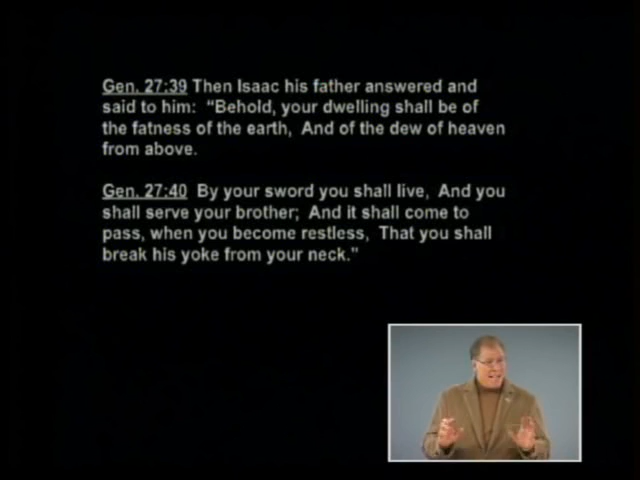 Gen. 27:39 Then Isaac his father answered and
said to him: “Behold, your dwelling shall be of
the fatness of the earth, And of the dew of heaven
from above.
Gen. 27:40 By your sword you shall live, And you
shall serve your brother; And it shall come to
pass, when you become restless, That you shall
break his yoke from your neck.”